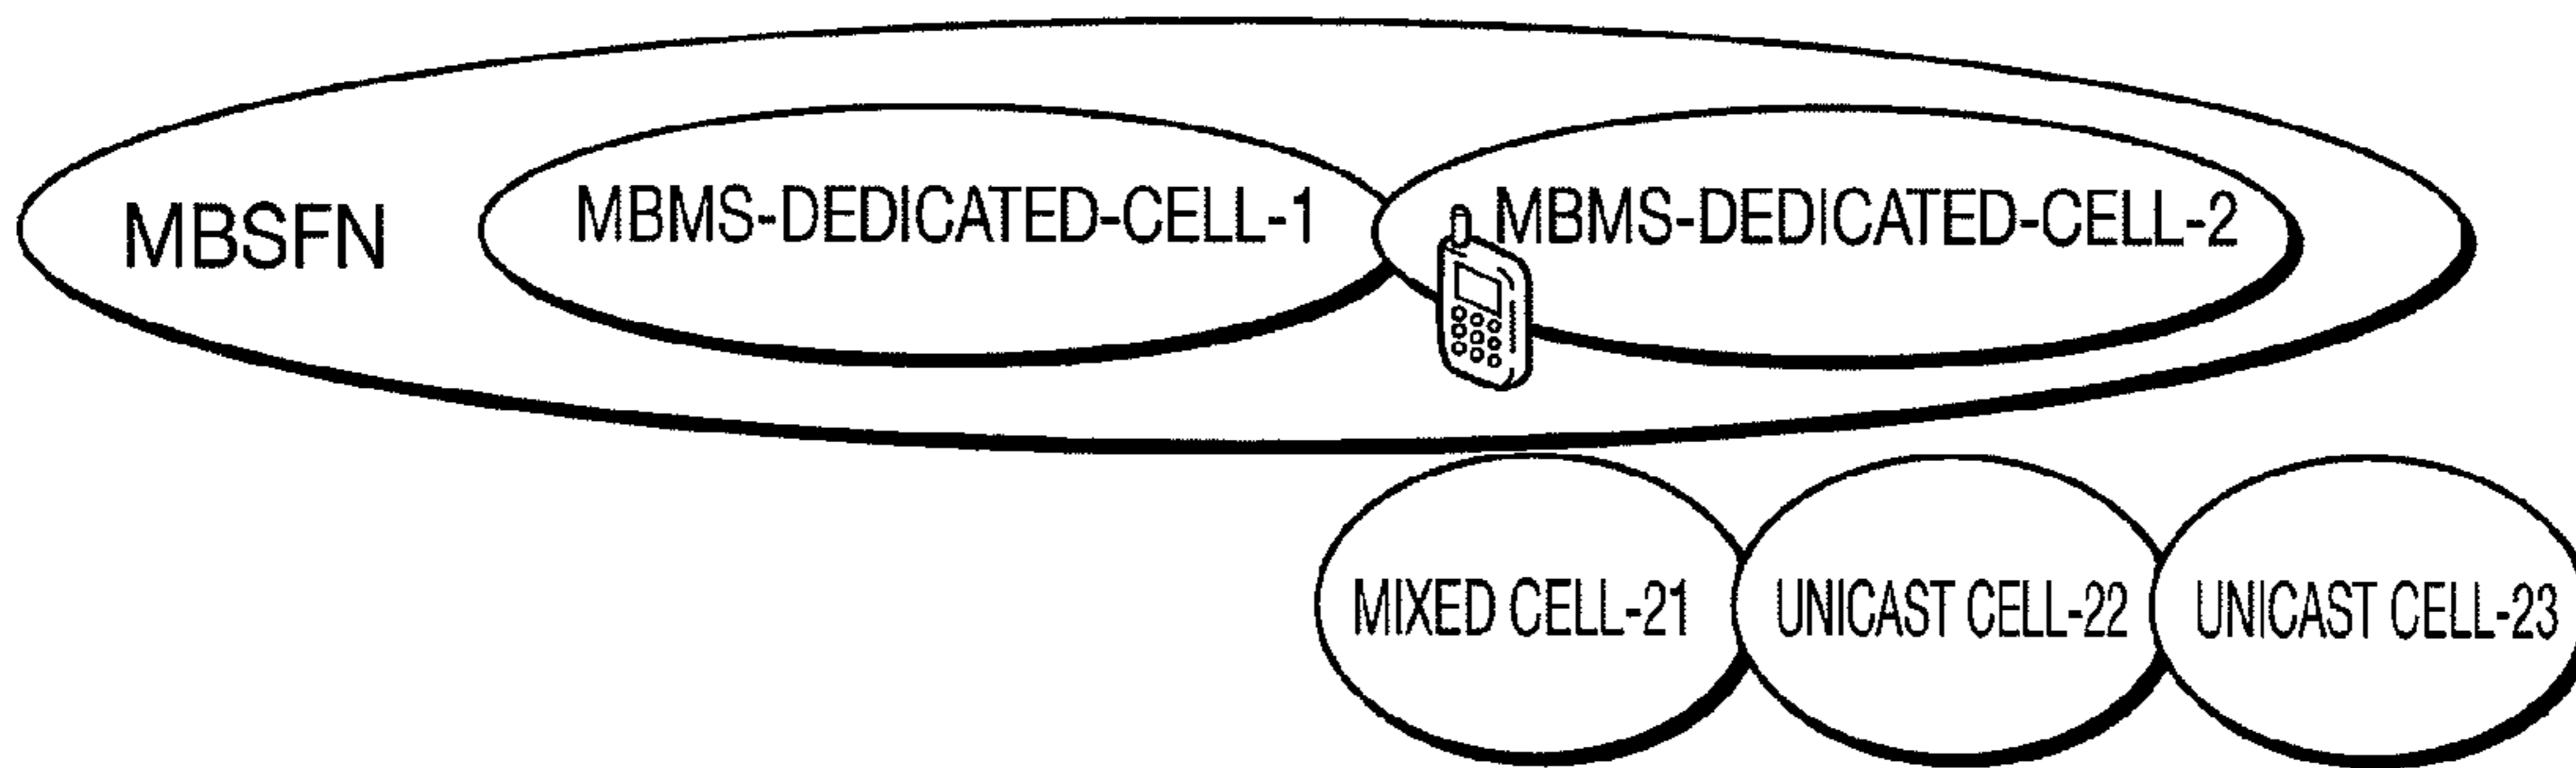 MBSFN
MBMS-DEDICATED-CELL-1
MBMS-DEDICATED-CELL-2
MIXED CELL-21
UNICAST CELL-22
UNICAST CELL-23